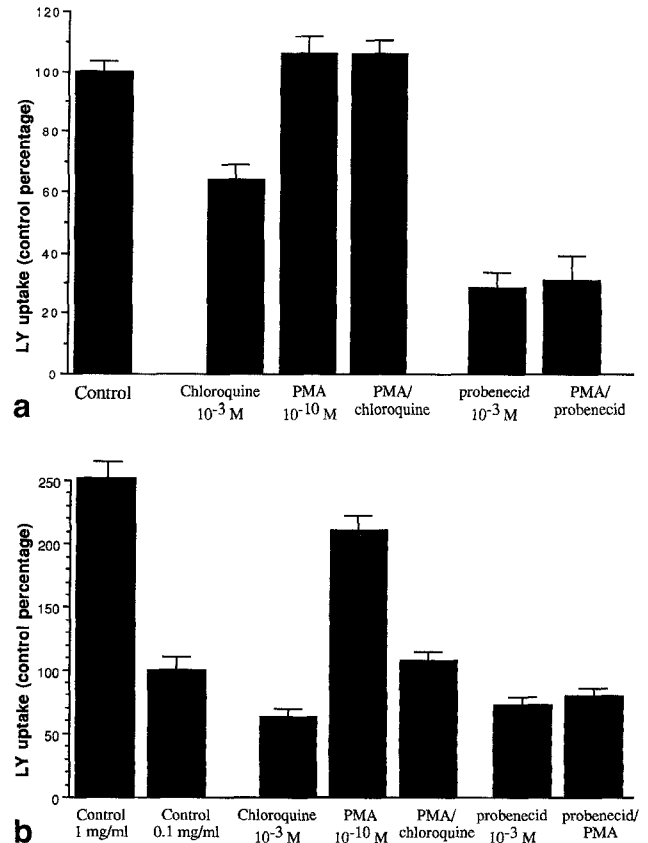 120
100
80
60
40
20
0
LY uptake (control percentage)
Control
Chloroquine
10⁻³ M
PMA
10⁻¹⁰ M
PMA/
chloroquine
probenecid
10⁻³ M
PMA/
probenecid
a
250
200
150
100
50
0
LY uptake (control percentage)
Control
1 mg/ml
Control
0.1 mg/ml
Chloroquine
10⁻³ M
PMA
10⁻¹⁰ M
PMA/
chloroquine
probenecid
10⁻³ M
probenecid/
PMA
b